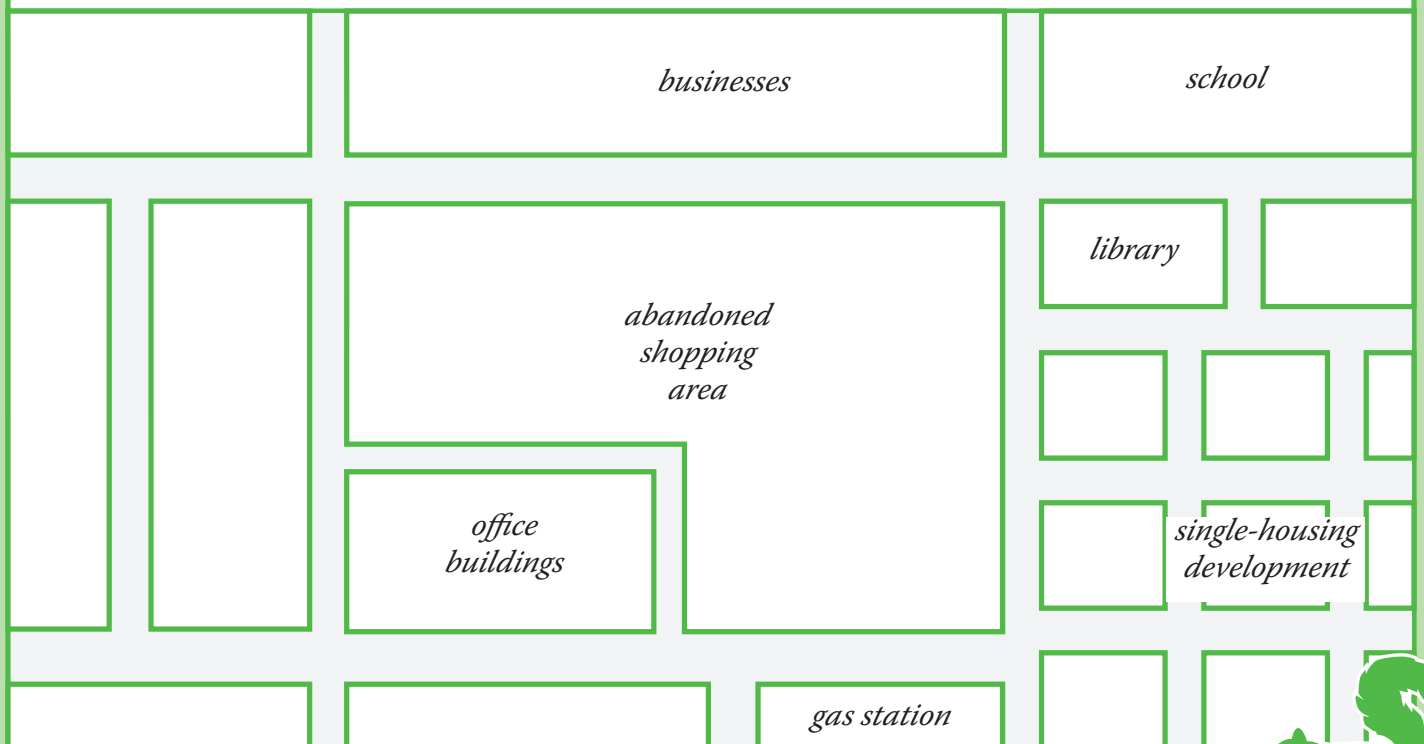 businesses
school
library
abandoned
shopping
area
office
buildings
single-housing
development
gas station